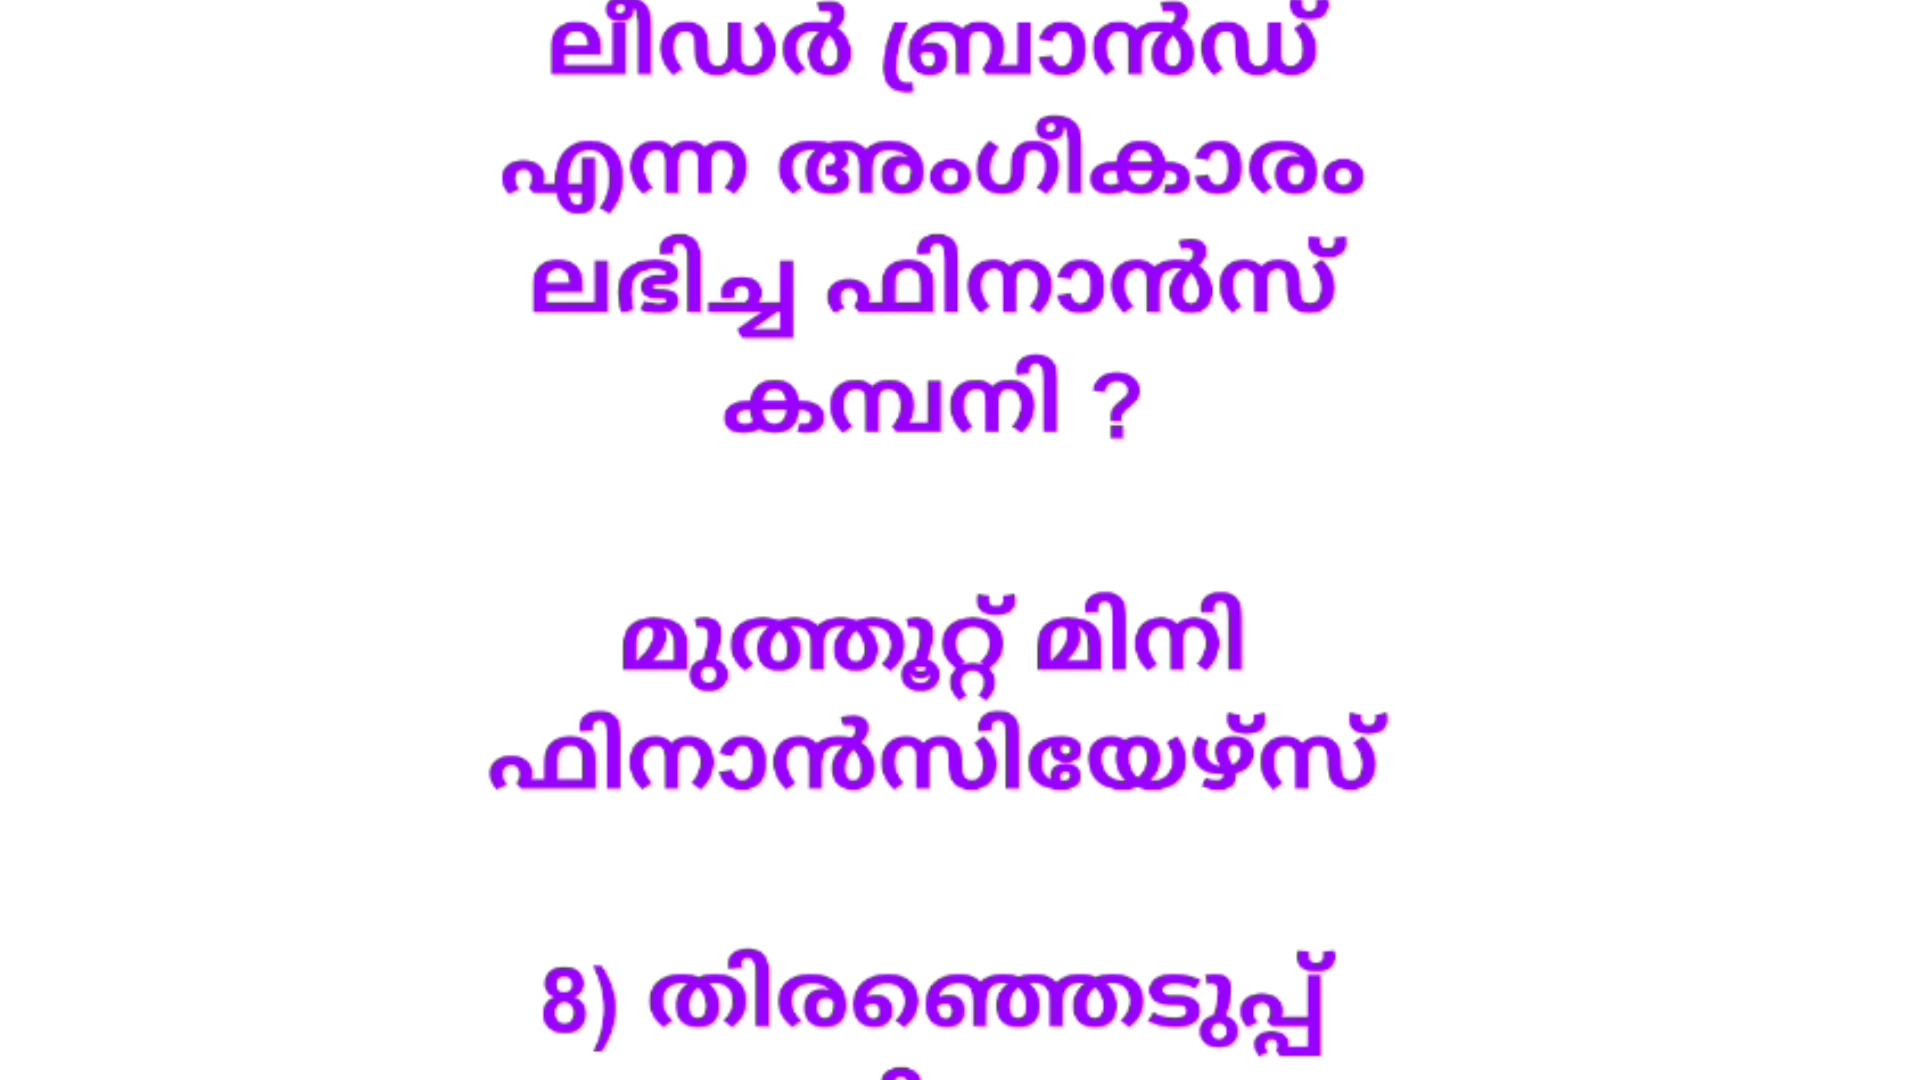 ലീഡർ ബ്രാൻഡ്
എന്ന അംഗീകാരം
ലഭിച്ച ഫിനാൻസ്
കമ്പനി ?
മുത്തൂറ്റ് മിനി
ഫിനാൻസിയേഴ്സ്
8) തിരഞ്ഞെടുപ്പ്